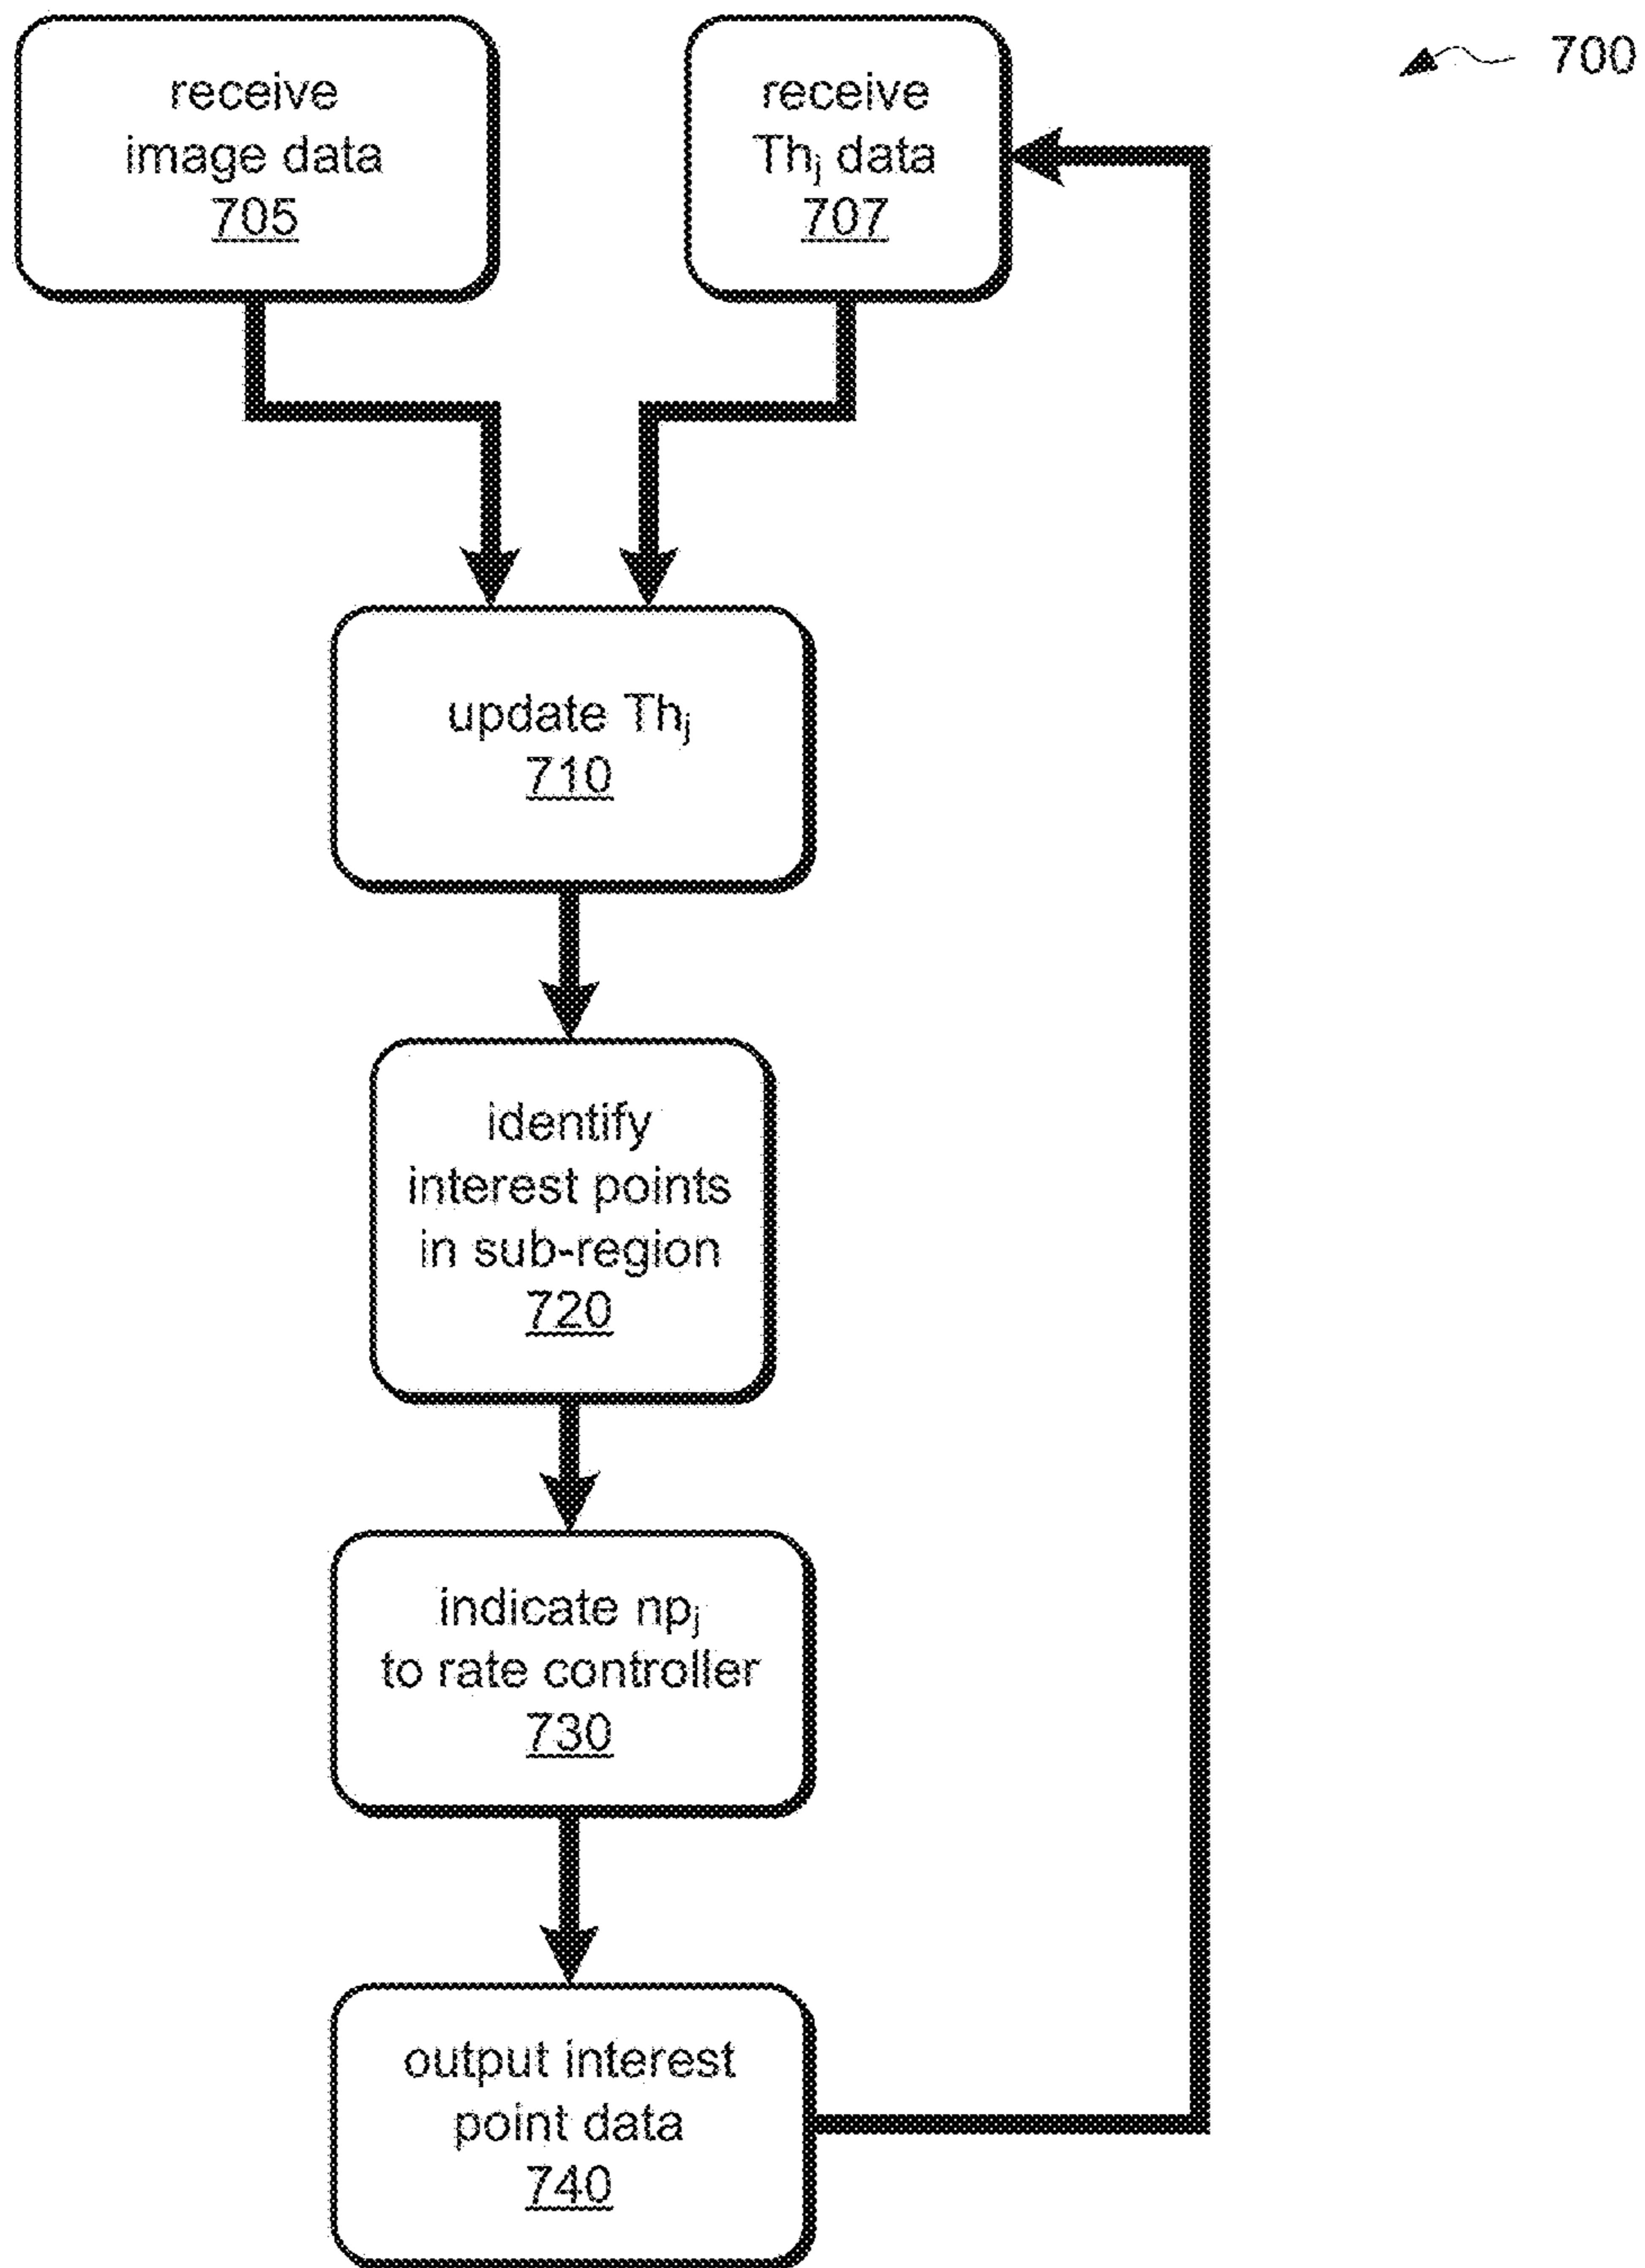 700
receive
image data
705
receive
Thj data
707
update Thj
710
identify
interest points
in sub-region
720
indicate npj
to rate controller
730
output interest
point data
740